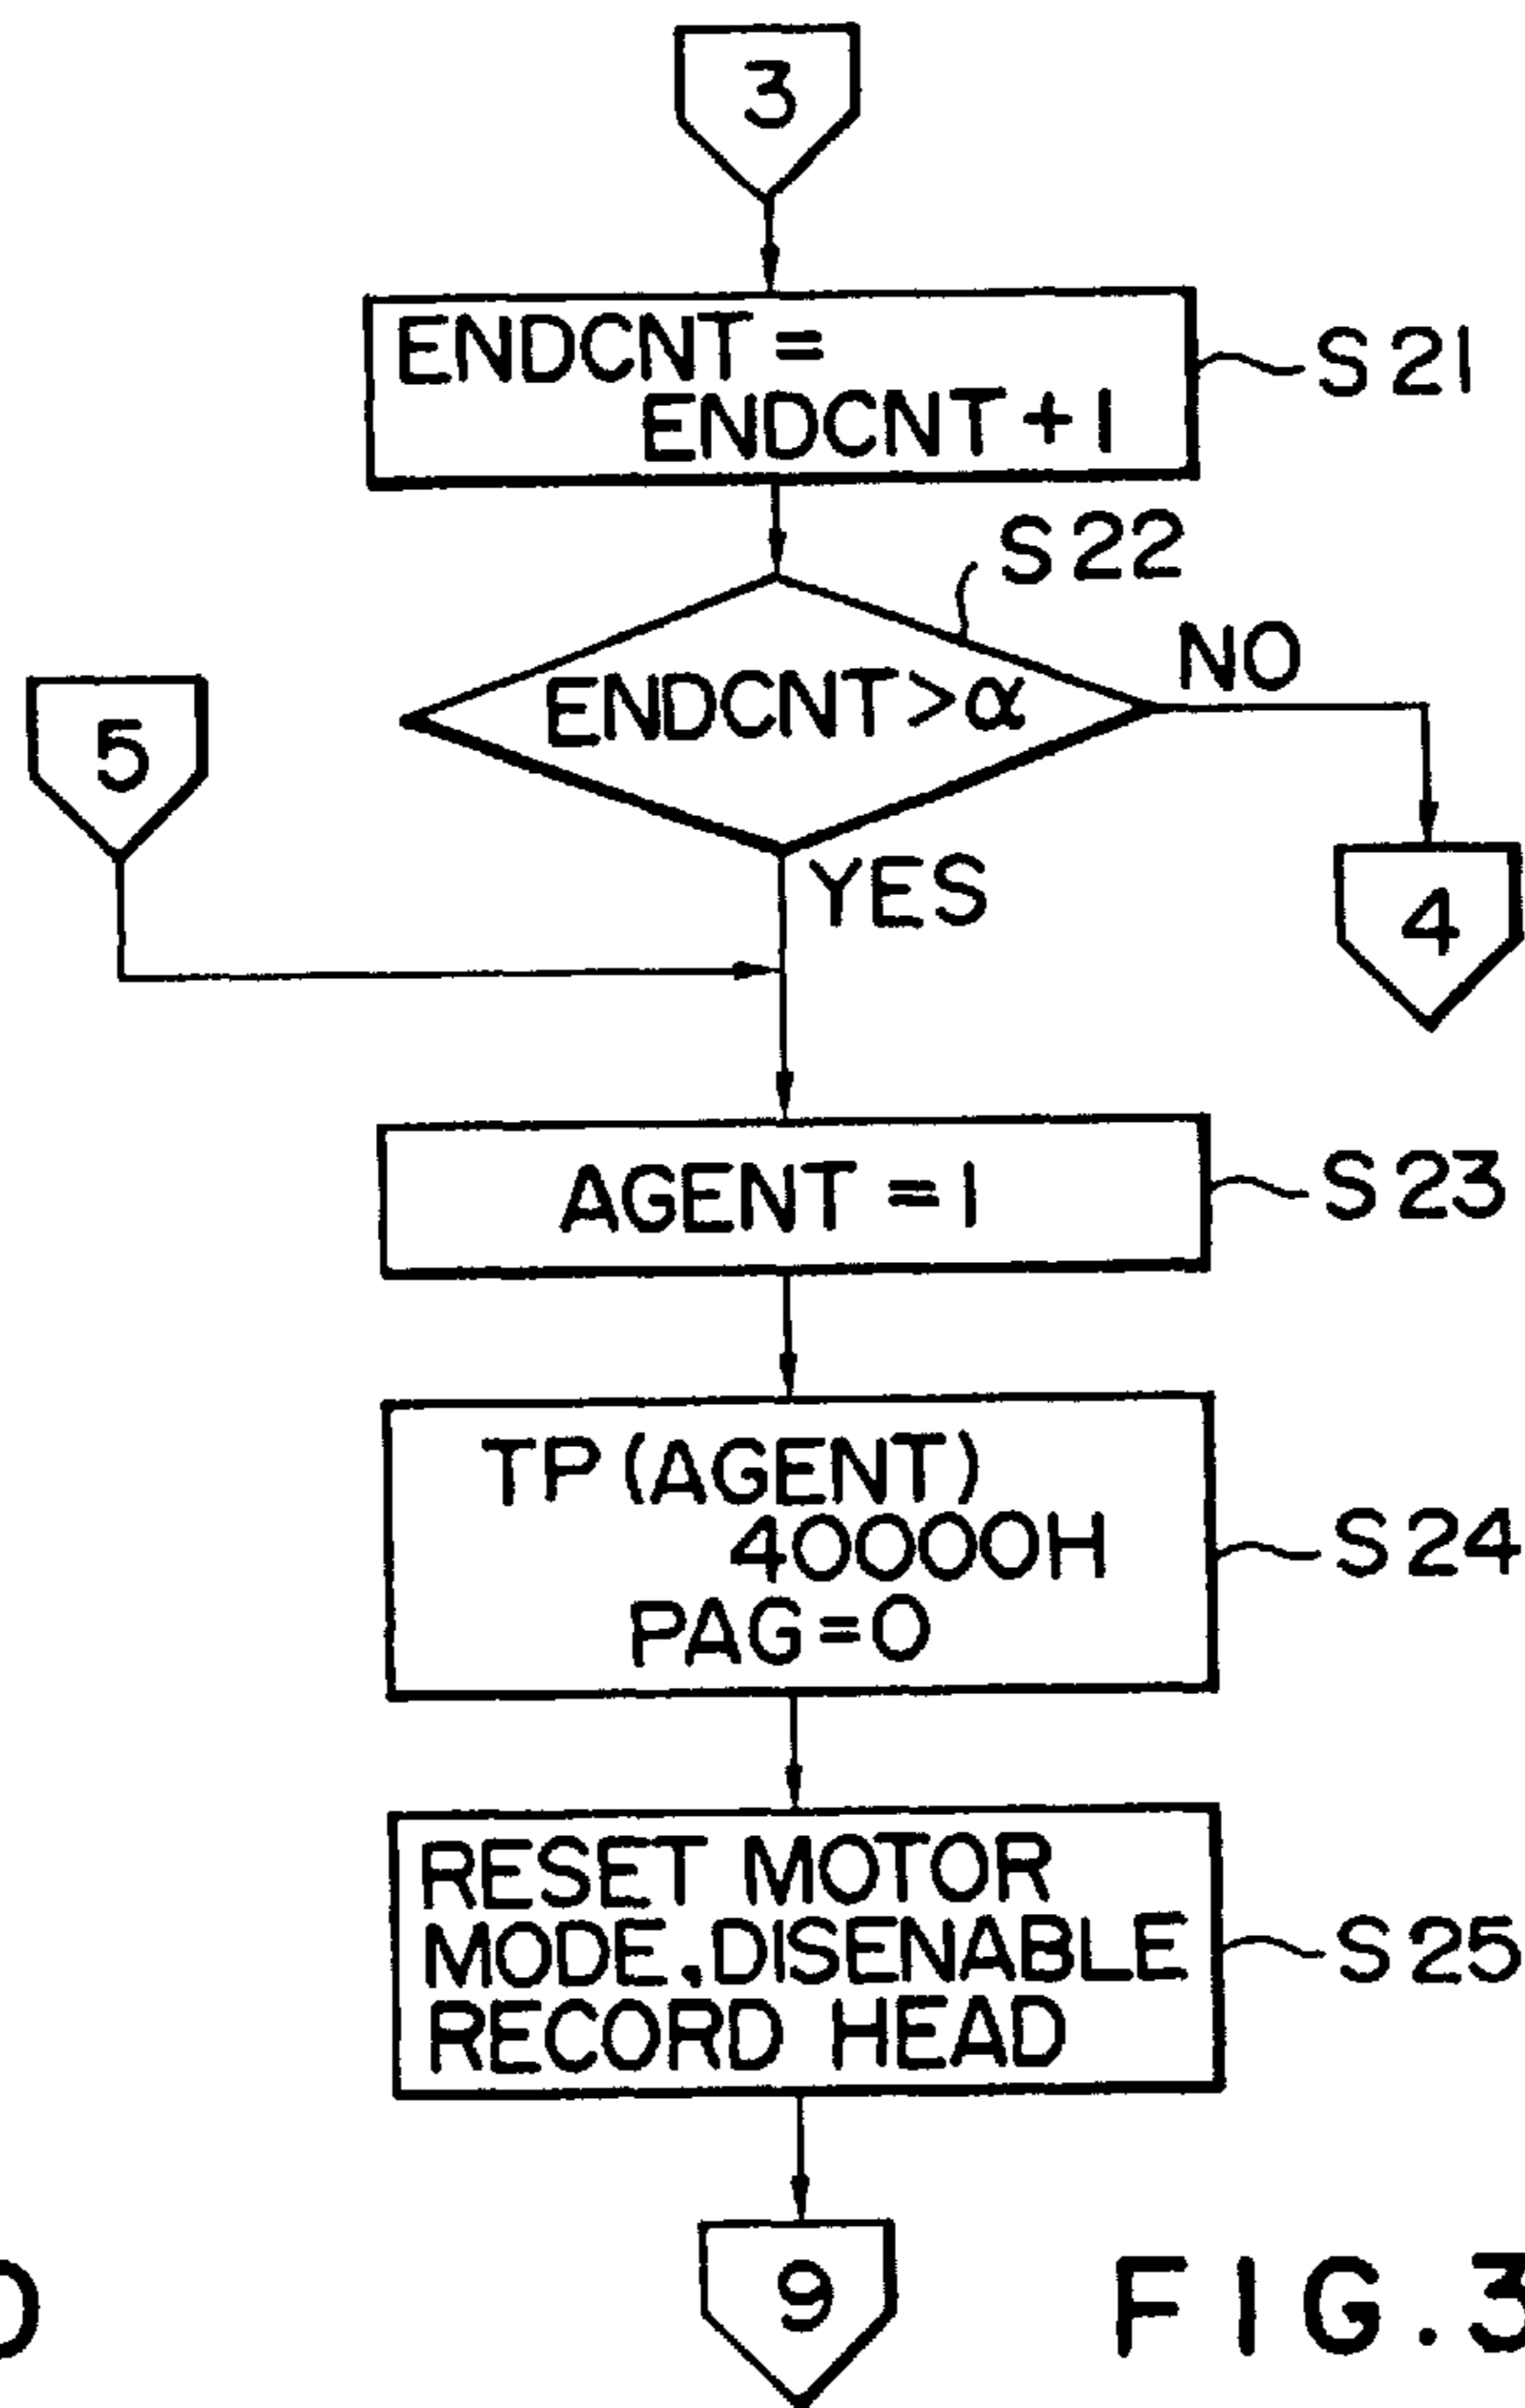 3
ENDCNT=
ENDCNT+1
S21
S22
ENDCNT>α
NO
5
YES
4
AGENT=1
S23
TP(AGENT)
40000H
PAG=0
S24
RESET MOTOR
MODE.DISENABLE
RECORD HEAD
S25
9
FIG.3